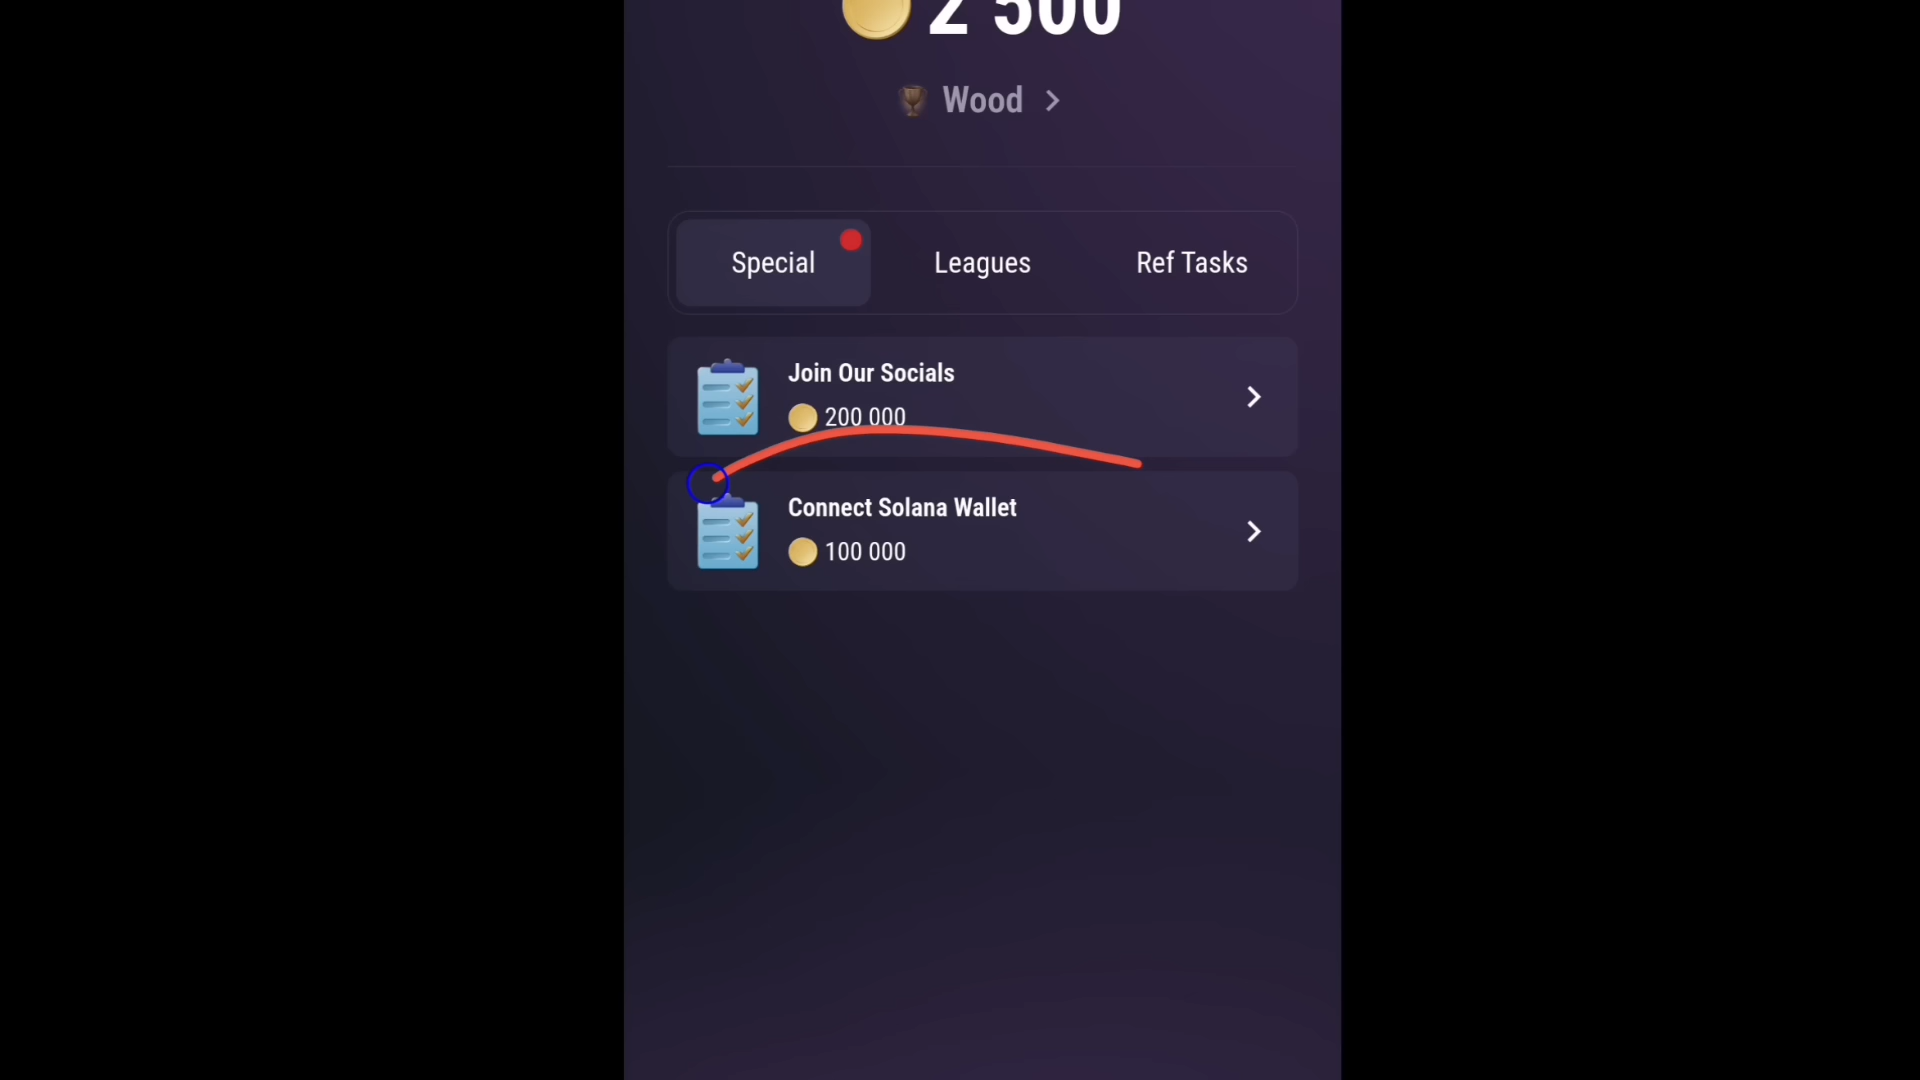 2 500
Wood
Special
Leagues
Ref Tasks
Join Our Socials
200 000
Connect Solana Wallet
100 000